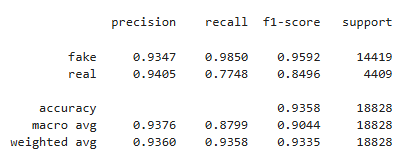 precision recall f1-score support
fake 0.9347 0.9850 0.9592 14419
real 0.9405 0.7748 0.8496 4409
accuracy 0.9358 18828
macro avg 0.9376 0.8799 0.9044 18828
weighted avg 0.9360 0.9358 0.9335 18828